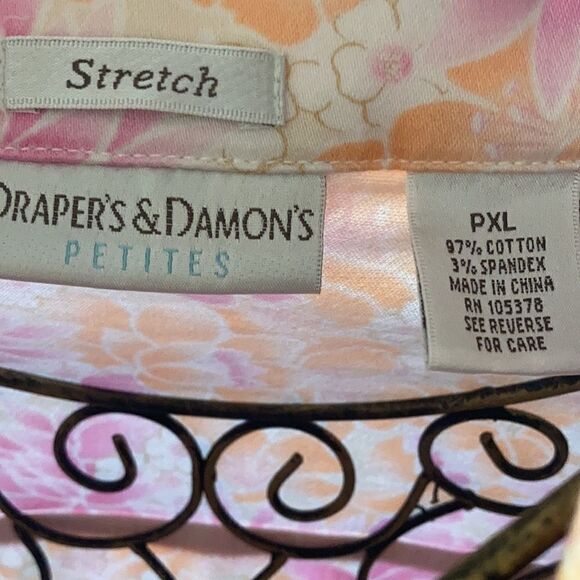 Stretch
DRAPER'S & DAMON'S
PETITES
PXL
97% COTTON
3% SPANDEX
MADE IN CHINA
RN 105378
SEE REVERSE
FOR CARE